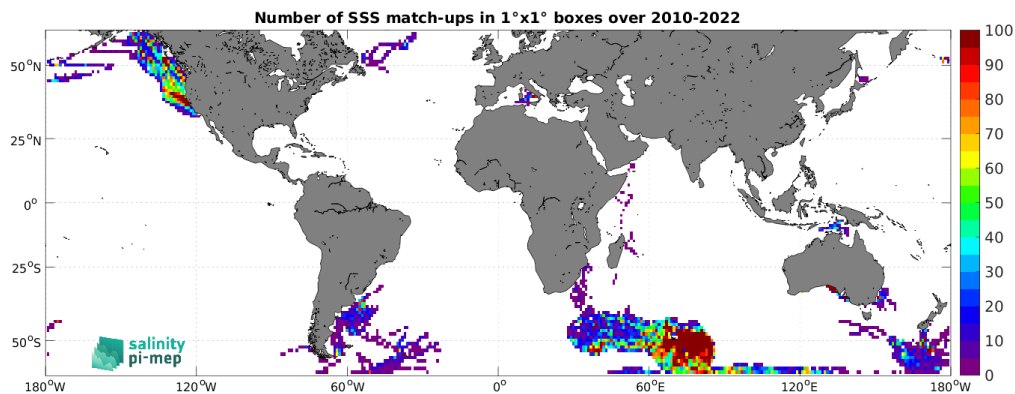 Number of SSS match-ups in 1°x1° boxes over 2010-2022
50°N
25°N
0°
25°S
50°S
180°W 120°W 60°W 0° 60°E 120°E 180°W
100
90
80
70
60
50
40
30
20
10
0
salinity
pi-mep